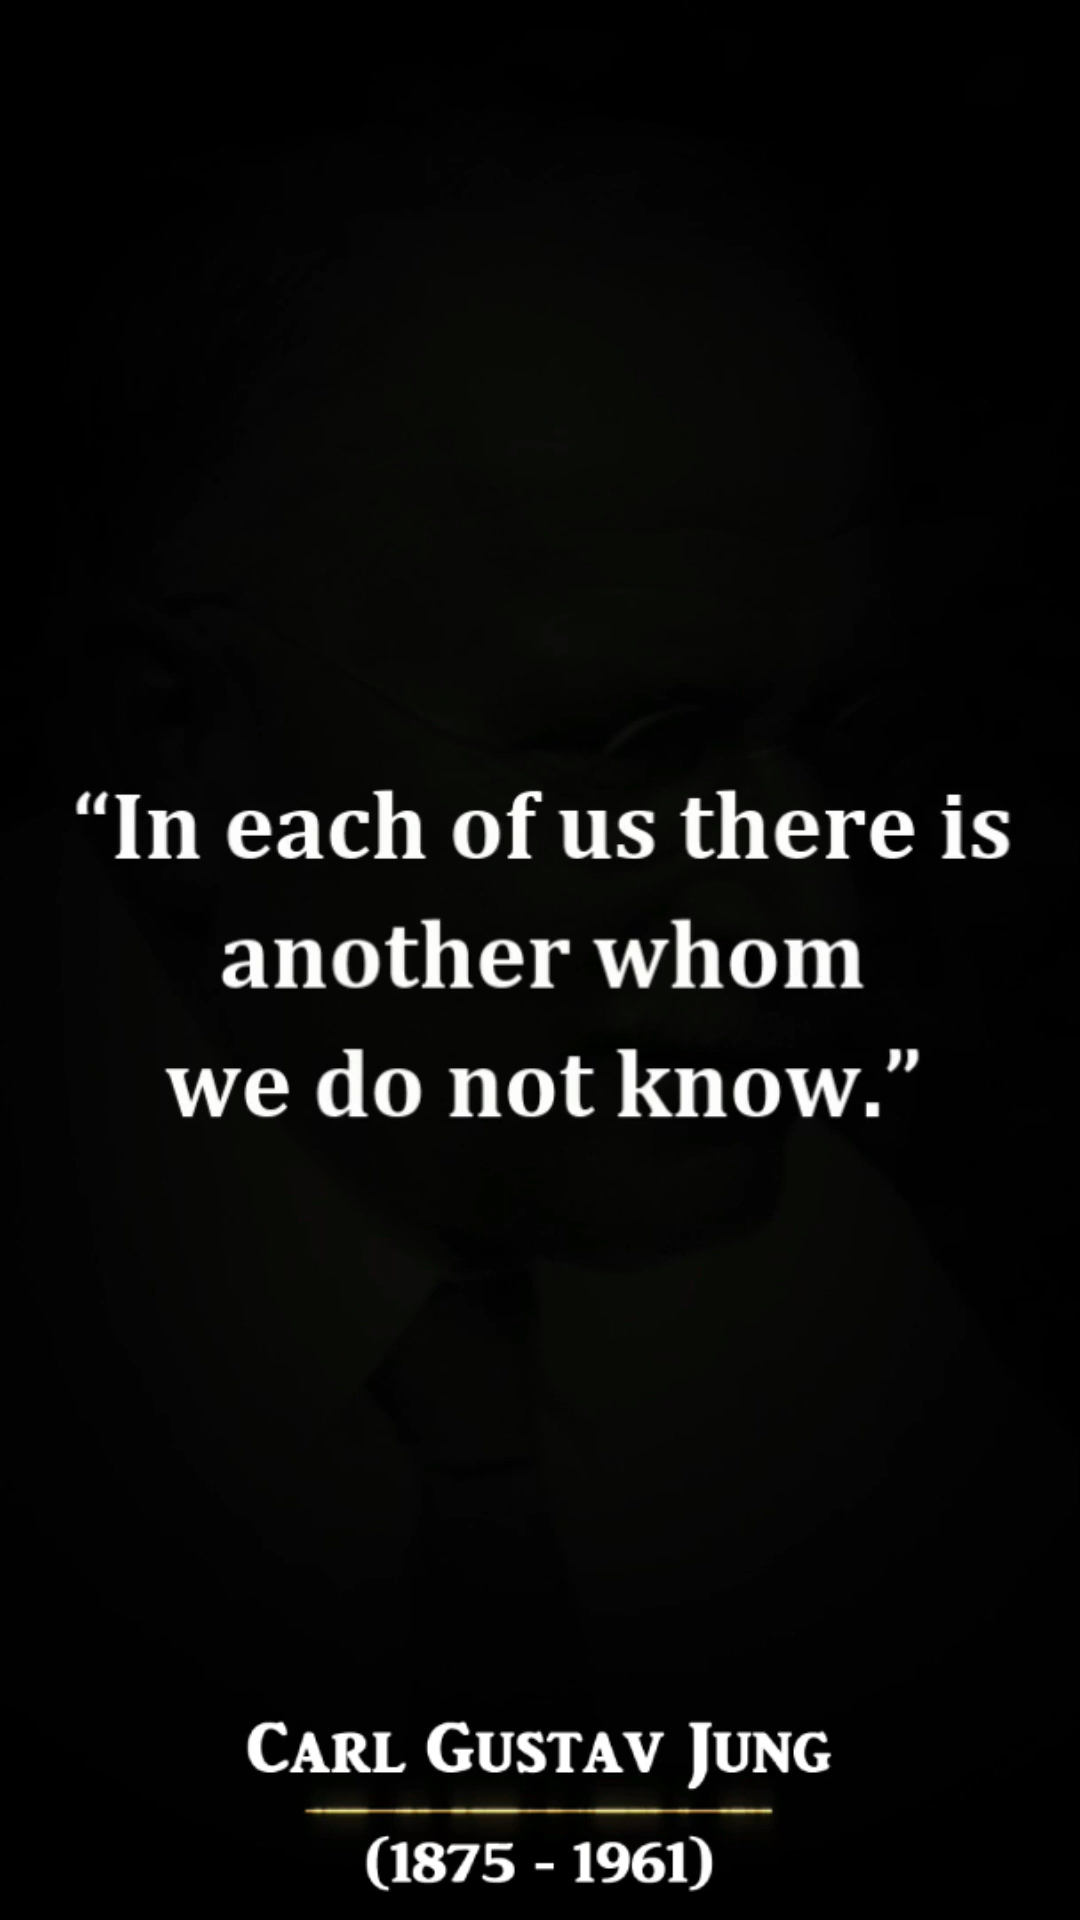 “In each of us there is
another whom
we do not know.”
Carl Gustav Jung
(1875 - 1961)